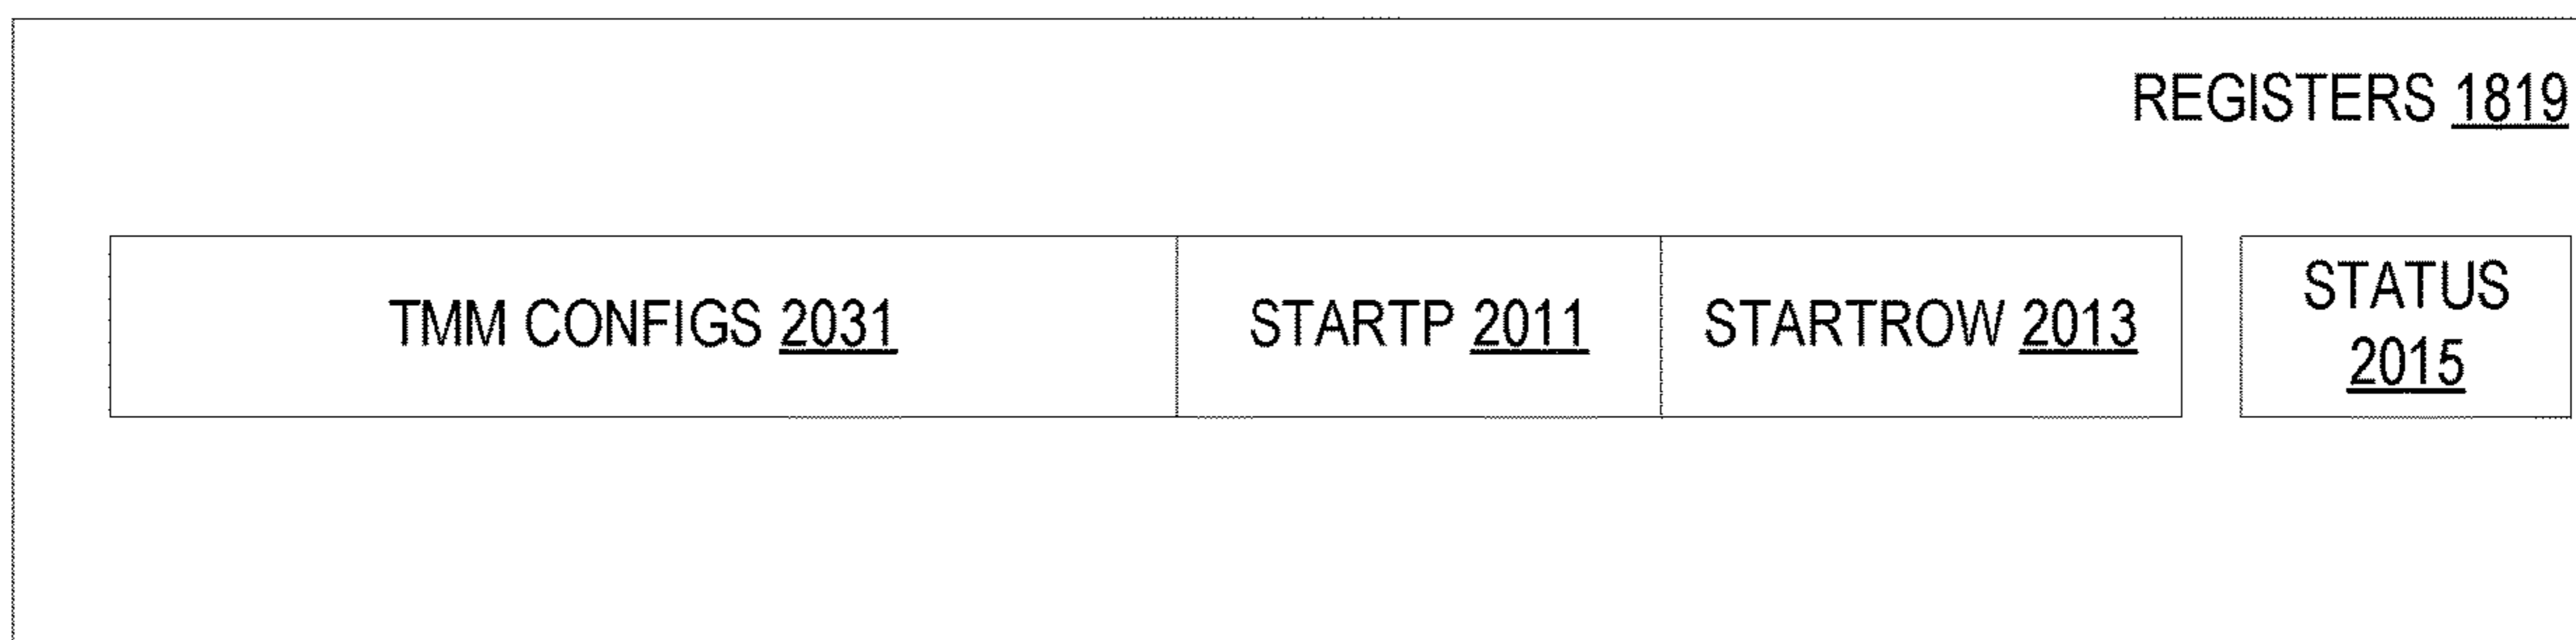 REGISTERS 1819
TMM CONFIGS 2031
STARTP 2011
STARTROW 2013
STATUS
2015